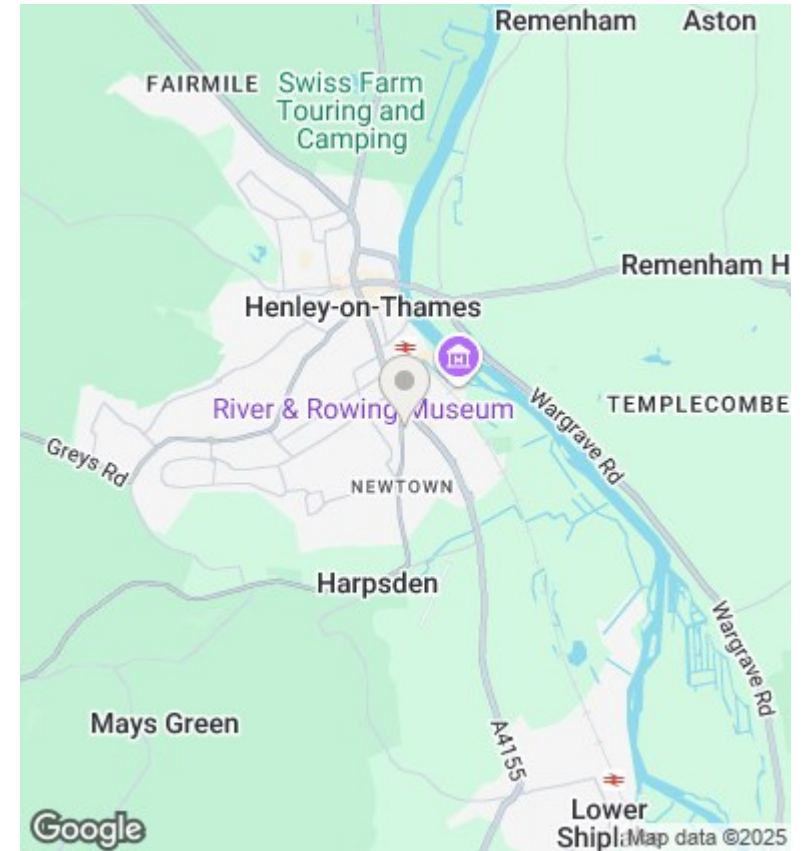 Remenham Aston
FAIRMILE
Swiss Farm
Touring and
Camping
Remenham H
Henley-on-Thames
River & Rowing Museum
Wargrave Rd
TEMPLECOMBE
Greys Rd
NEWTOWN
Harpsden
Wargrave Rd
Mays Green
A4155
Lower
Google
Map data ©2025